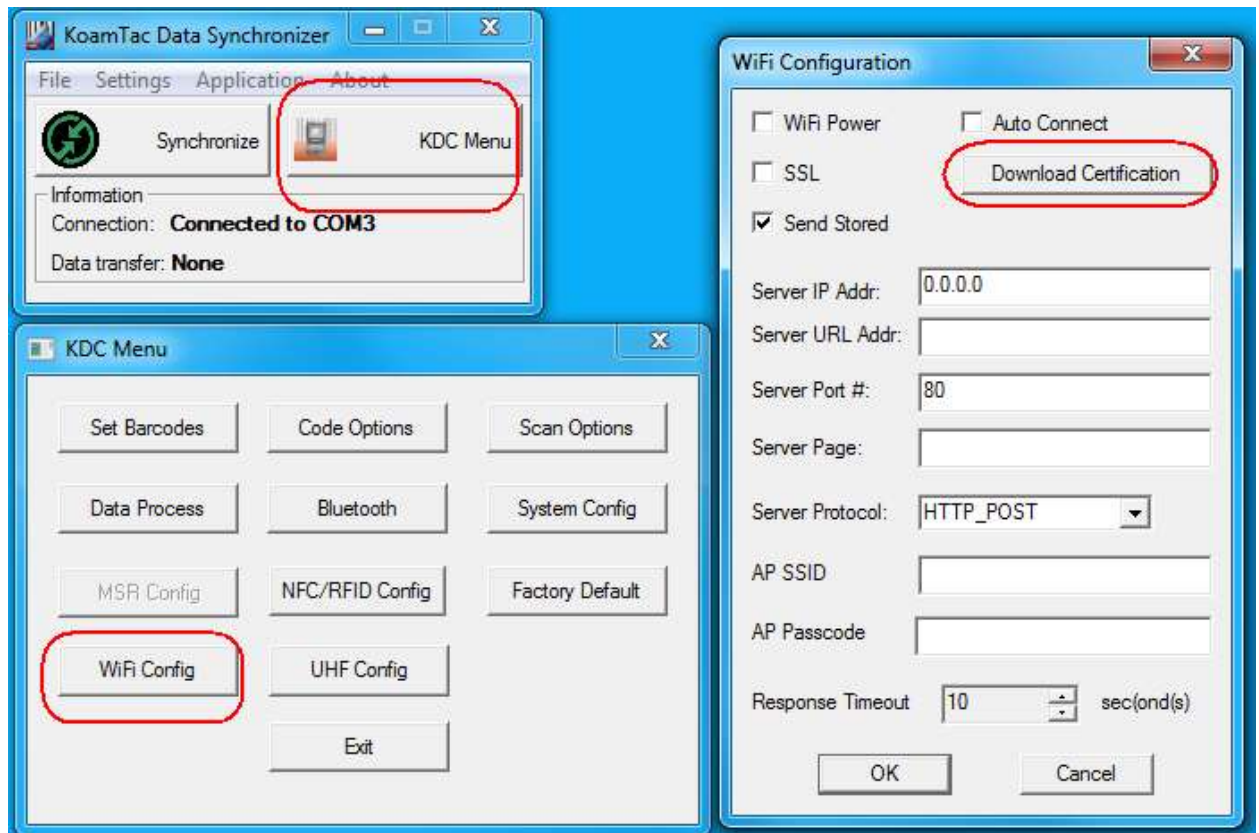 KoamTac Data Synchronizer
File Settings Application About
Synchronize
KDC Menu
Information
Connection: Connected to COM3
Data transfer: None
KDC Menu
Set Barcodes Code Options Scan Options
Data Process Bluetooth System Config
MSR Config NFC/RFID Config Factory Default
WiFi Config UHF Config
Exit
WiFi Configuration
WiFi Power Auto Connect
SSL Download Certification
Send Stored
Server IP Addr: 0.0.0.0
Server URL Addr:
Server Port #: 80
Server Page:
Server Protocol: HTTP_POST
AP SSID
AP Passcode
Response Timeout 10 sec(ond(s)
OK Cancel